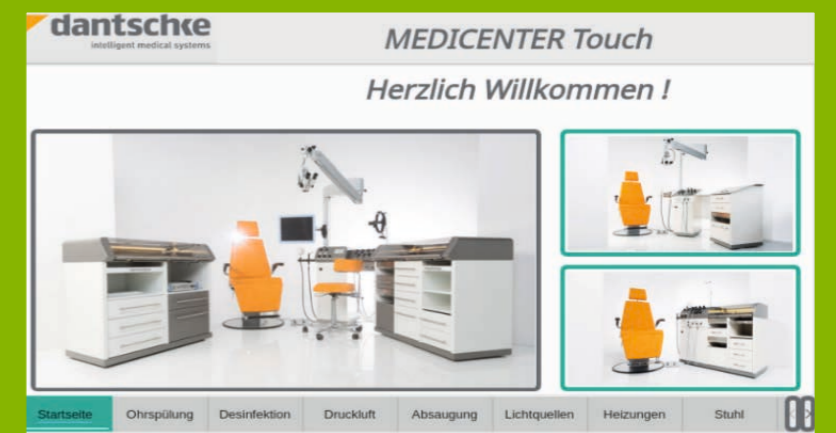 dantschke
intelligent medical systems
MEDICENTER Touch
Herzlich Willkommen !
Startseite Ohrspülung Desinfektion Druckluft Absaugung Lichtquellen Heizungen Stuhl